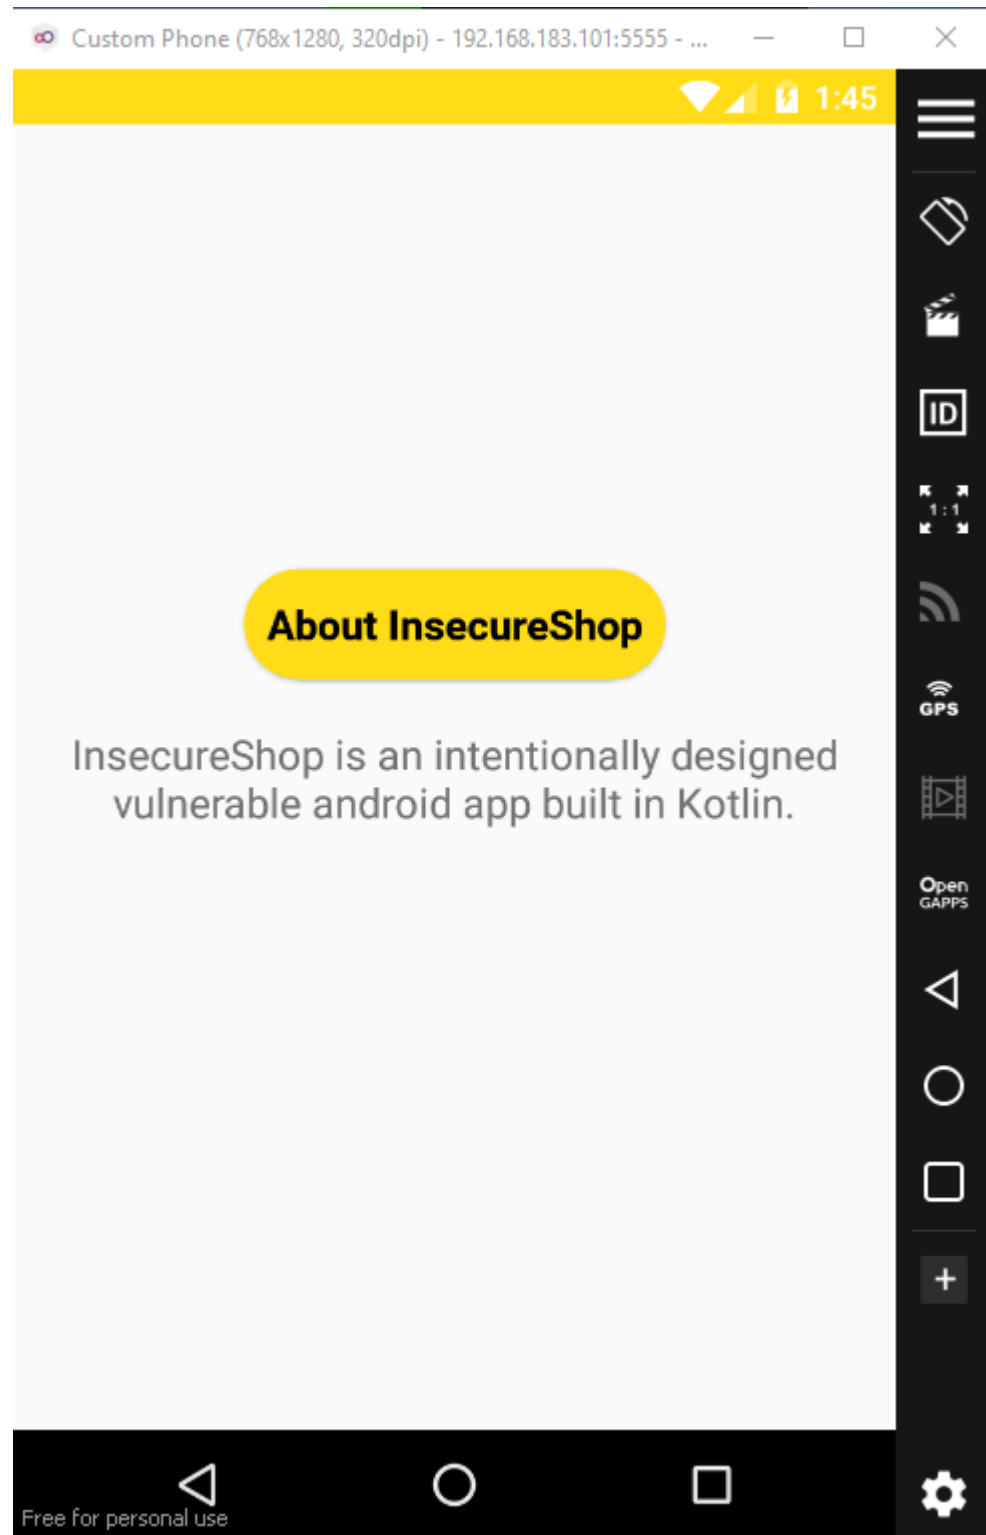 Custom Phone (768x1280, 320dpi) - 192.168.183.101:5555 - ...
1:45
ID
1:1
About InsecureShop
GPS
InsecureShop is an intentionally designed
vulnerable android app built in Kotlin.
Open
GAPPS
Free for personal use